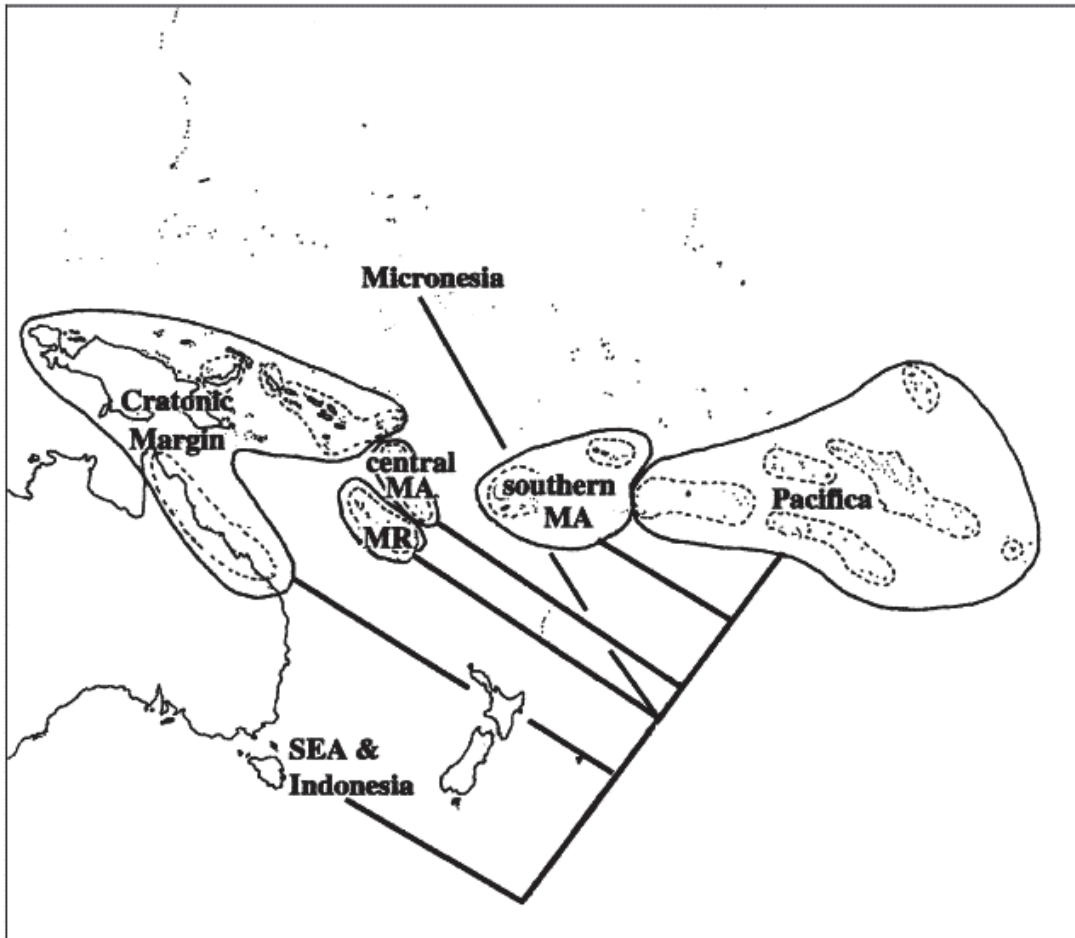 Micronesia
Cratonic
Margin
central
MA
MR
southern
MA
Pacifica
SEA &
Indonesia